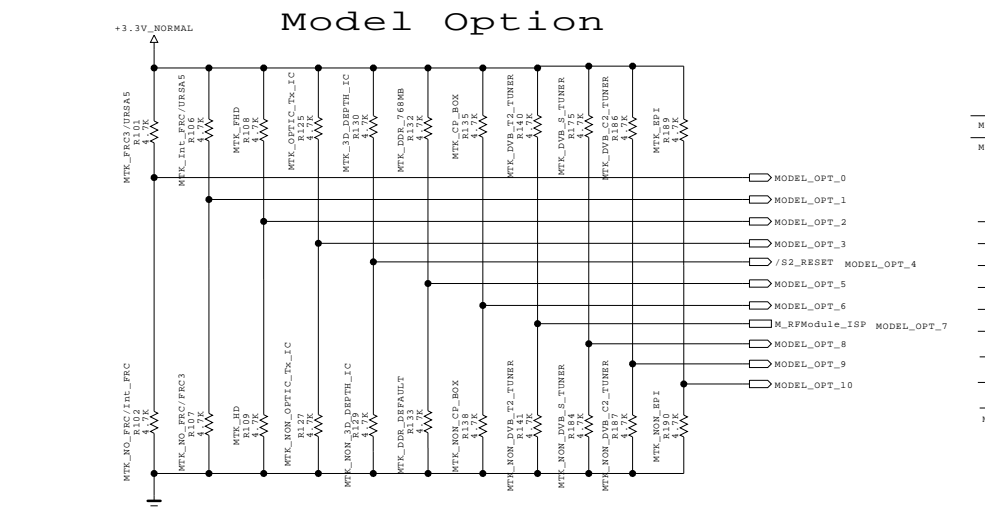 Model Option
+3.3V_NORMAL
MTK_FRC3/URSA5
R101
4.7K
MTK_Int_FRC/URSA5
R106
4.7K
MTK_FHD
R108
4.7K
MTK_OPTIC_Tx_IC
R125
4.7K
MTK_3D_DEPTH_IC
R130
4.7K
MTK_DDR_768MB
R132
4.7K
MTK_CP_BOX
R135
4.7K
MTK_DVB_T2_TUNER
R140
4.7K
MTK_DVB_S_TUNER
R175
4.7K
MTK_DVB_C2_TUNER
R186
4.7K
MTK_EPI
R189
4.7K
MODEL_OPT_0
MODEL_OPT_1
MODEL_OPT_2
MODEL_OPT_3
/S2_RESET MODEL_OPT_4
MODEL_OPT_5
MODEL_OPT_6
M_RFModule_ISP MODEL_OPT_7
MODEL_OPT_8
MODEL_OPT_9
MODEL_OPT_10
MTK_NO_FRC/Int_FRC
R102
4.7K
MTK_NO_FRC/FRC3
R107
4.7K
MTK_HD
R109
4.7K
MTK_NON_OPTIC_Tx_IC
R127
4.7K
MTK_NON_3D_DEPTH_IC
R129
4.7K
MTK_DDR_DEFAULT
R133
4.7K
MTK_NON_CP_BOX
R138
4.7K
MTK_NON_DVB_T2_TUNER
R141
4.7K
MTK_NON_DVB_S_TUNER
R184
4.7K
MTK_NON_DVB_C2_TUNER
R187
4.7K
MTK_NON_EPI
R190
4.7K